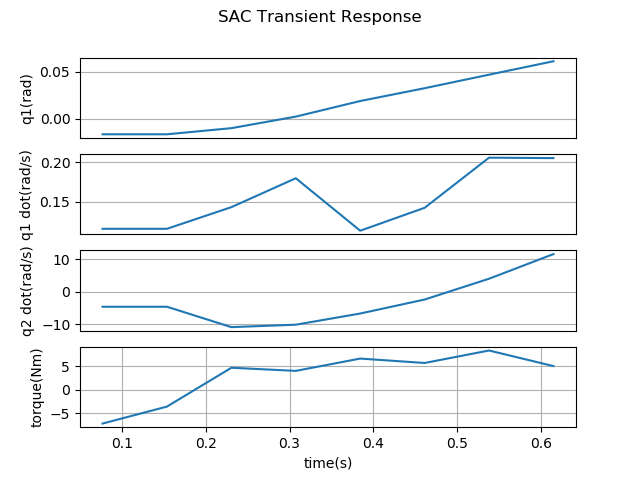 SAC Transient Response
q1(rad)
0.05
0.00
q1 dot(rad/s)
0.20
0.15
q2 dot(rad/s)
10
0
−10
torque(Nm)
5
0
−5
0.1 0.2 0.3 0.4 0.5 0.6
time(s)